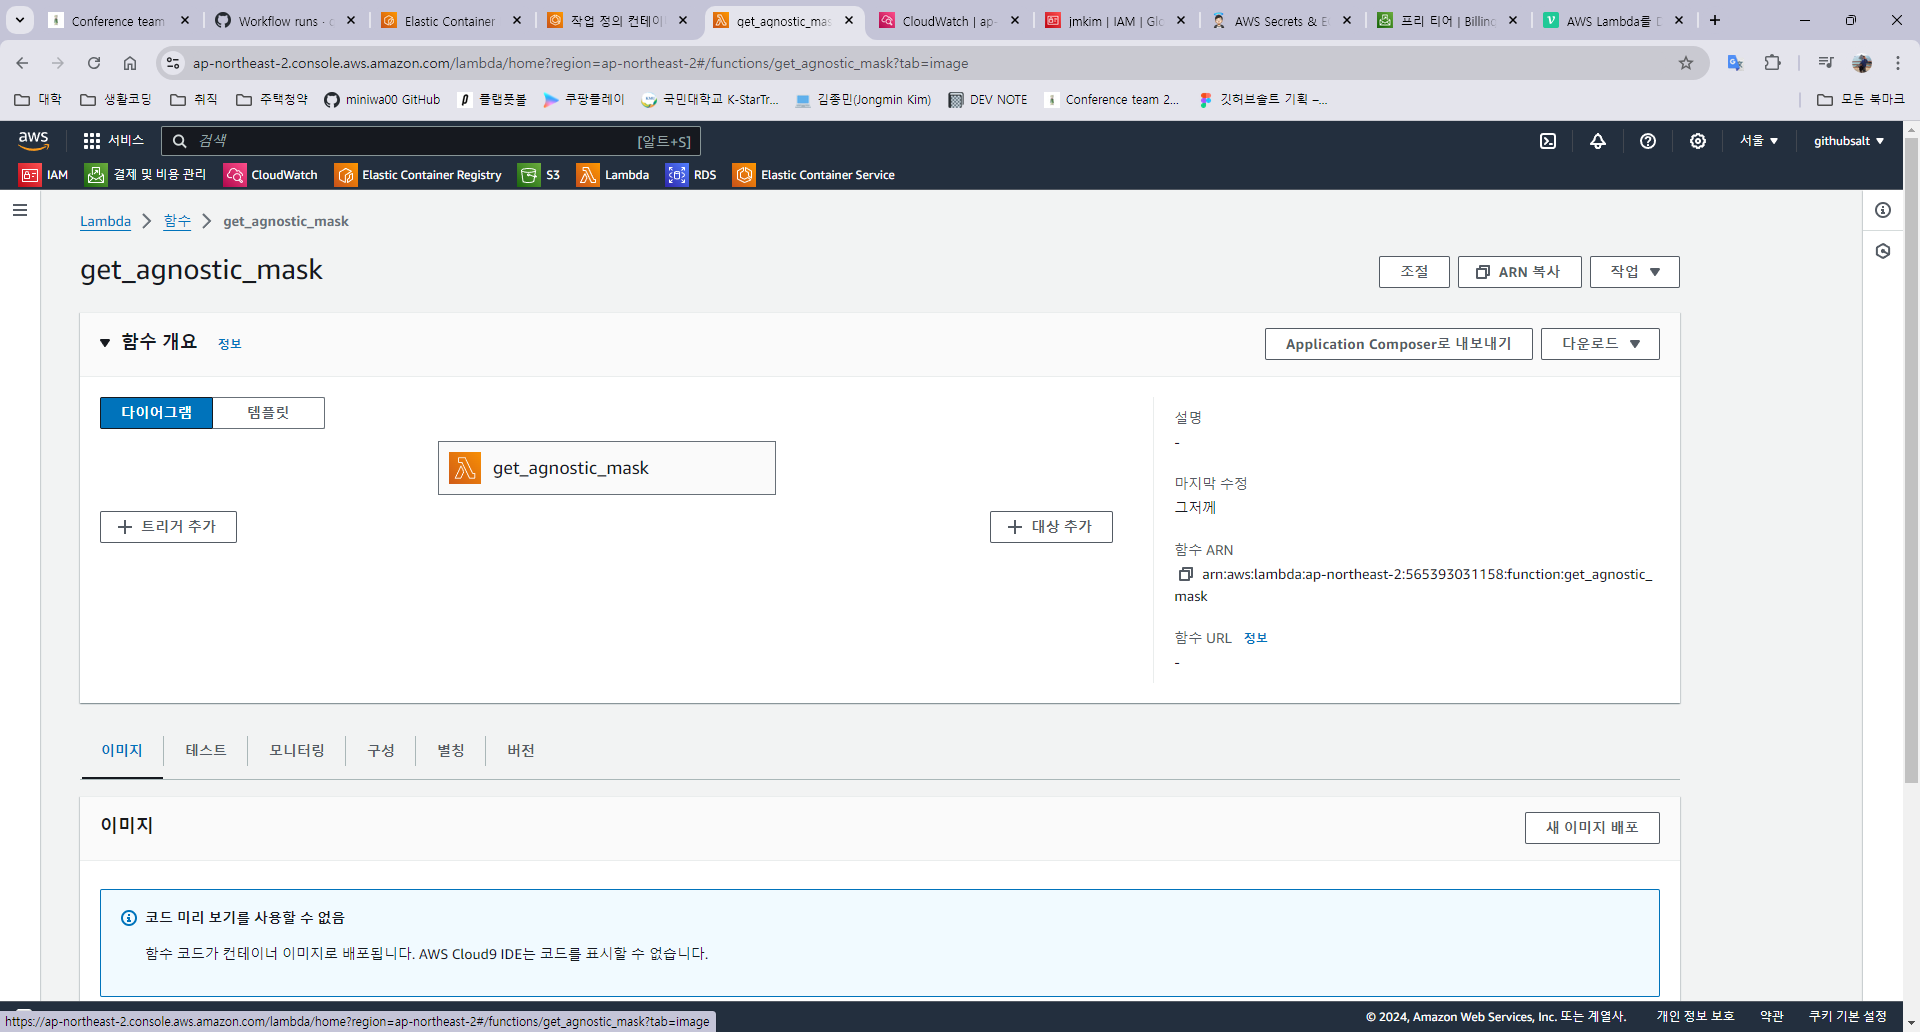 Conference team
Workflow runs · c
Elastic Container
작업 정의 컨테이너
get_agnostic_mas
CloudWatch | ap-
jmkim | IAM | Glo
AWS Secrets & E
프리 티어 | Billinc
AWS Lambda를 D
ap-northeast-2.console.aws.amazon.com/lambda/home?region=ap-northeast-2#/functions/get_agnostic_mask?tab=image
대학
생활코딩
취직
주택청약
miniwa00 GitHub
플랩풋볼
쿠팡플레이
국민대학교 K-StarTr...
김종민(Jongmin Kim)
DEV NOTE
Conference team 2...
깃허브솔트 기획 –...
모든 북마크
aws
서비스
검색
[알트+S]
서울
githubsalt
IAM
결제 및 비용 관리
CloudWatch
Elastic Container Registry
S3
Lambda
RDS
Elastic Container Service
Lambda
함수
get_agnostic_mask
get_agnostic_mask
조절
ARN 복사
작업
함수 개요 정보
Application Composer로 내보내기
다운로드
다이어그램
템플릿
get_agnostic_mask
트리거 추가
대상 추가
설명
-
마지막 수정
그저께
함수 ARN
arn:aws:lambda:ap-northeast-2:565393031158:function:get_agnostic_
mask
함수 URL 정보
-
이미지
테스트
모니터링
구성
별칭
버전
이미지
새 이미지 배포
코드 미리 보기를 사용할 수 없음
함수 코드가 컨테이너 이미지로 배포됩니다. AWS Cloud9 IDE는 코드를 표시할 수 없습니다.
https://ap-northeast-2.console.aws.amazon.com/lambda/home?region=ap-northeast-2#/functions/get_agnostic_mask?tab=image
© 2024, Amazon Web Services, Inc. 또는 계열사.
개인 정보 보호
약관
쿠키 기본 설정